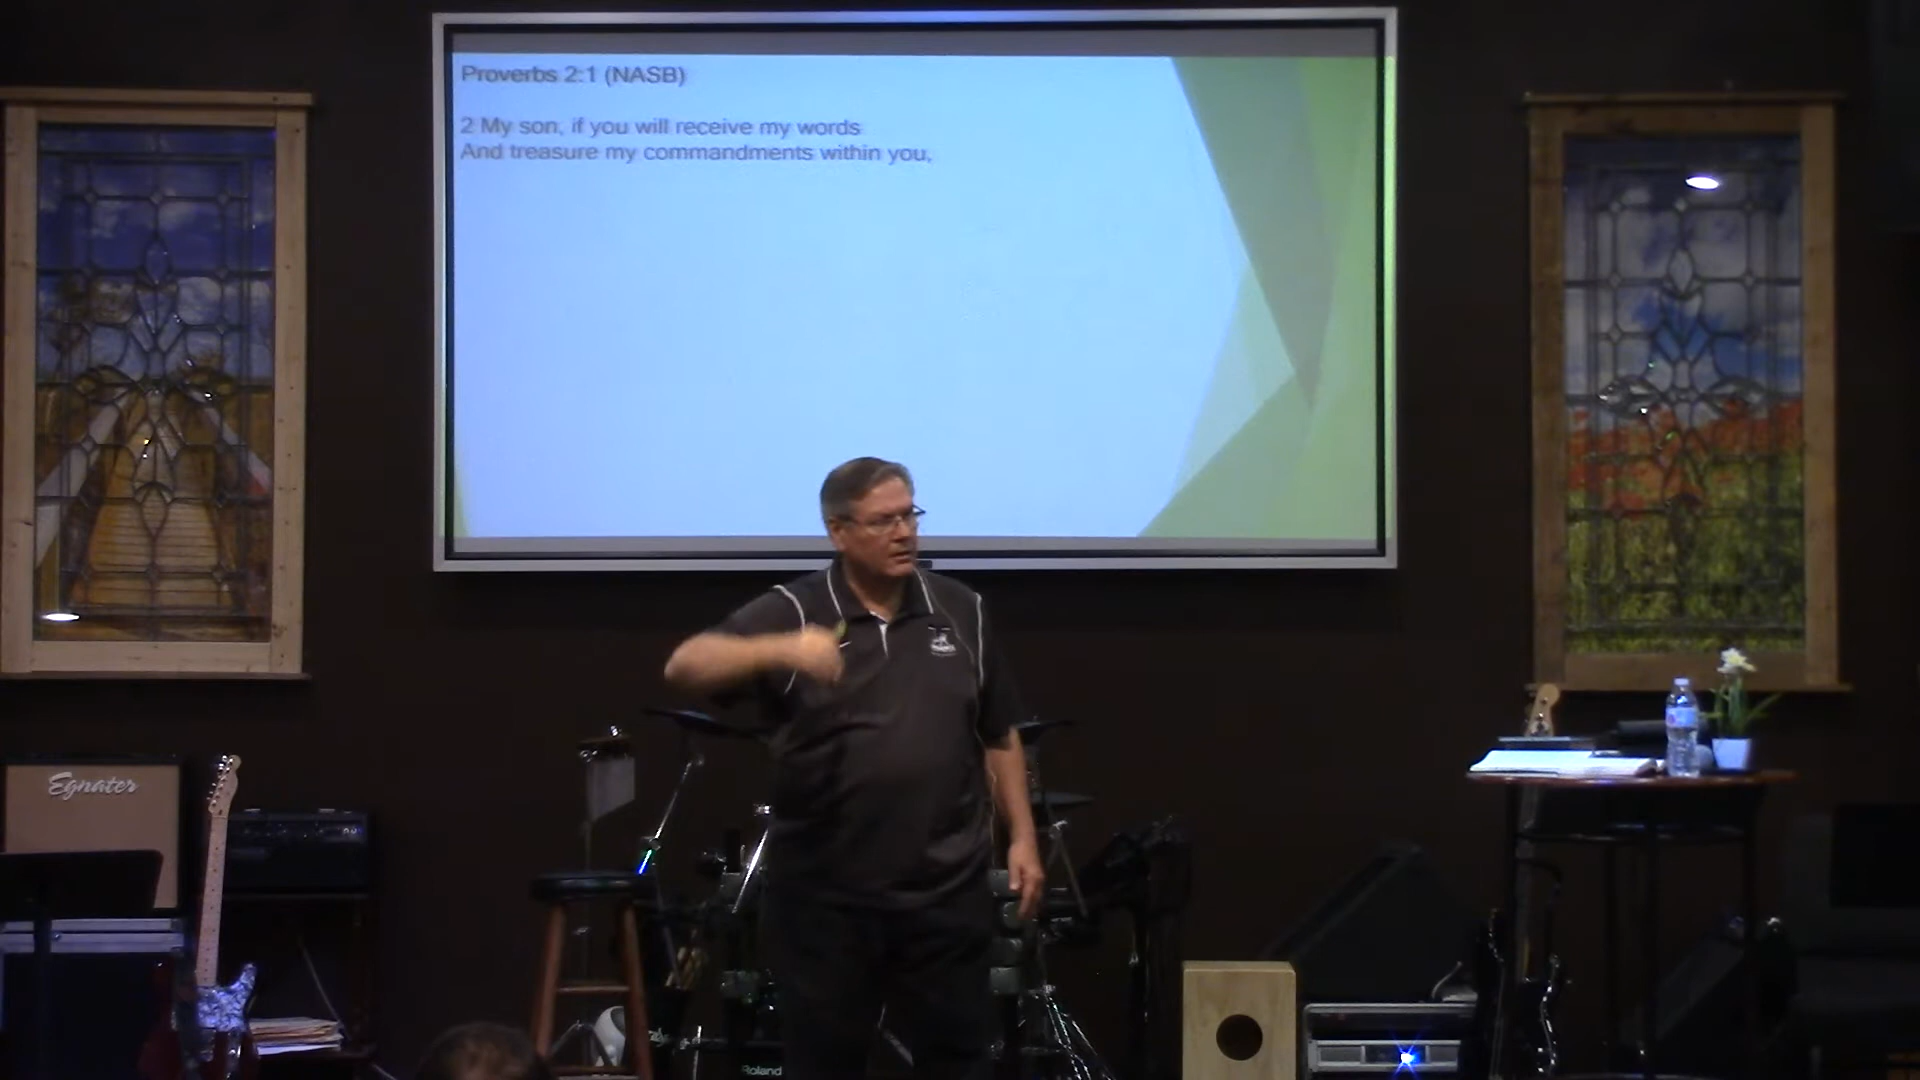 Proverbs 2:1 (NASB)
2 My son, if you will receive my words
And treasure my commandments within you,
Egnater
Roland